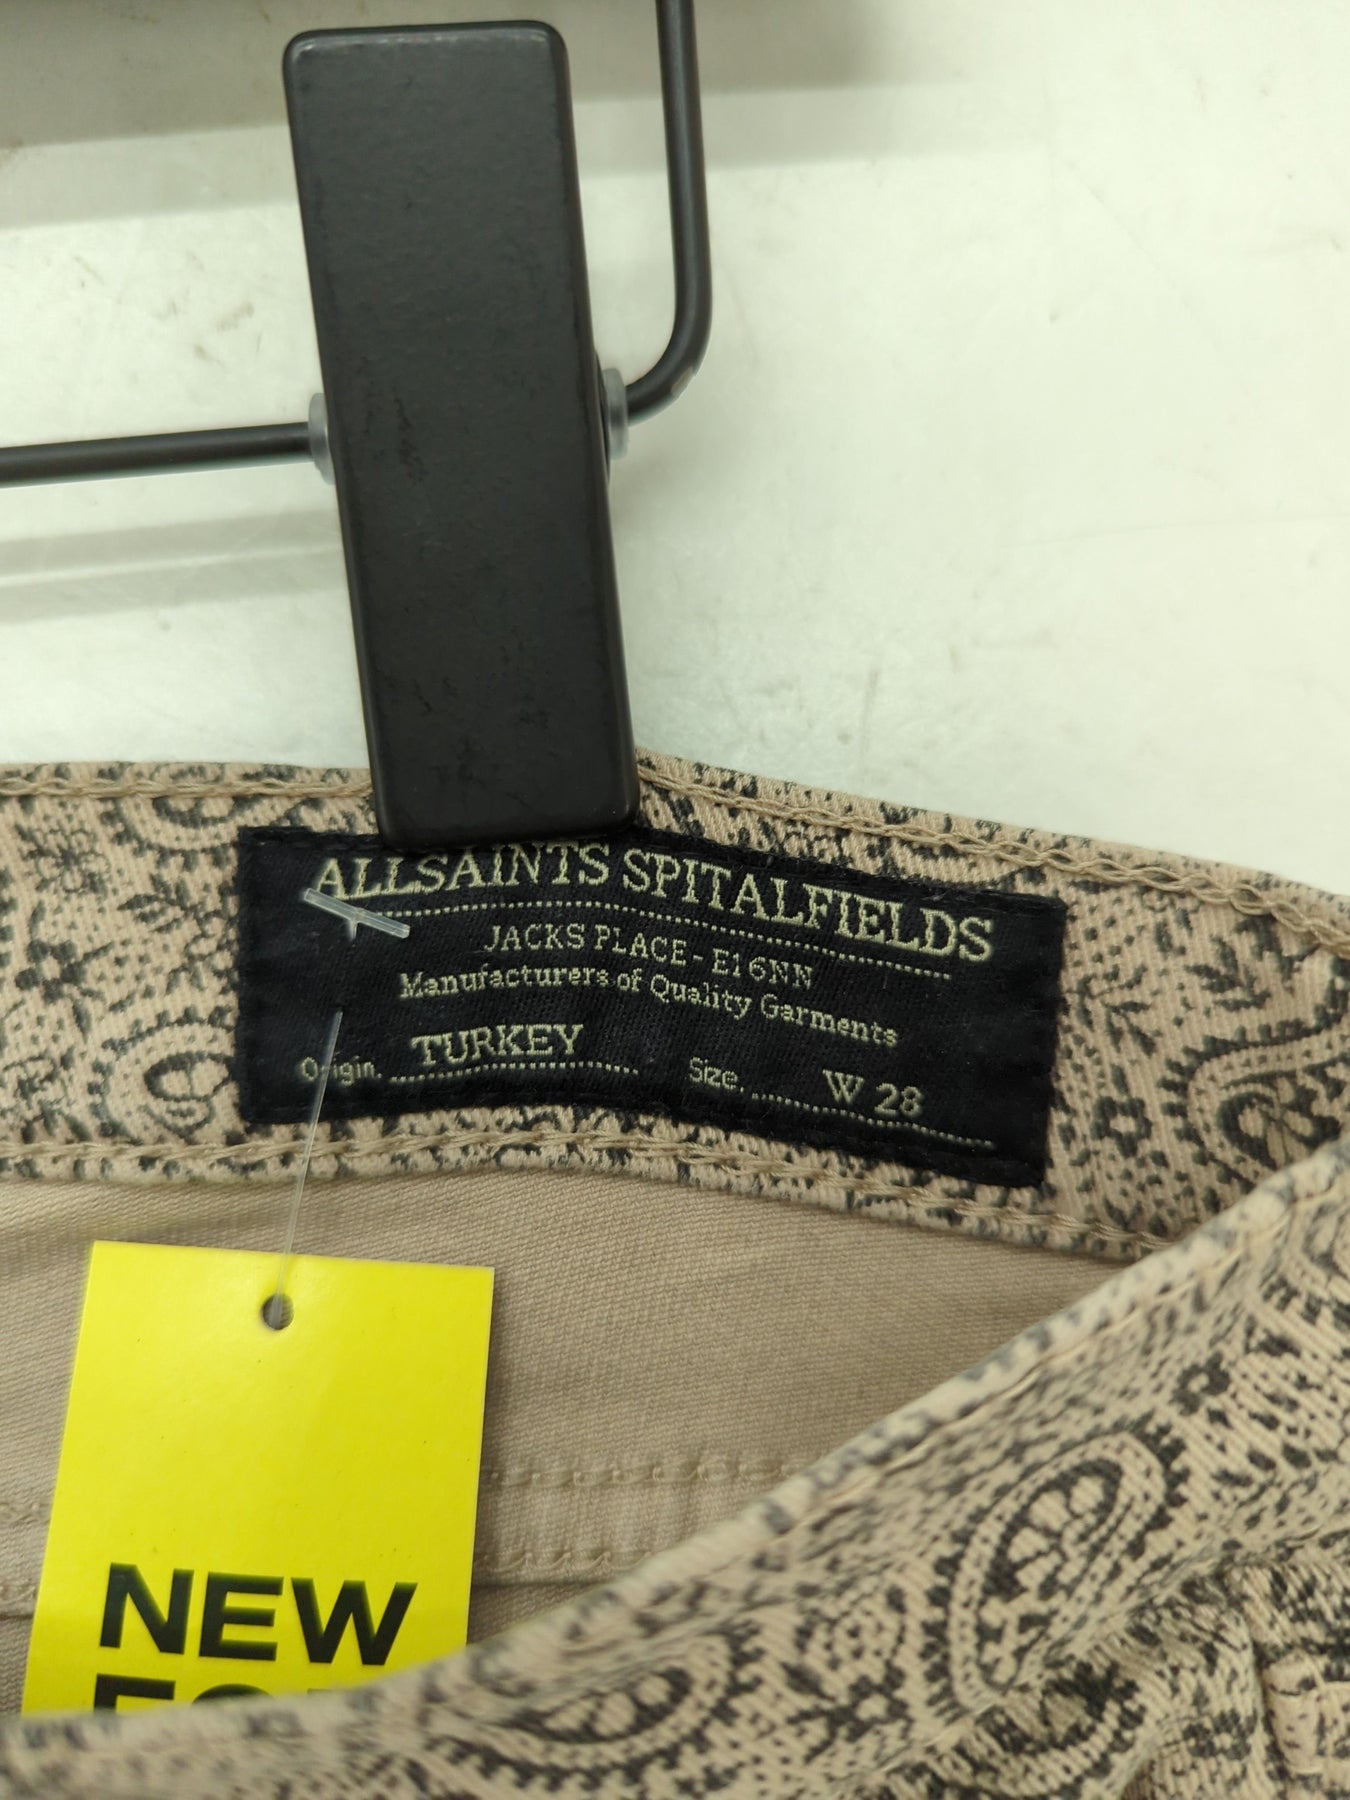 ALLSAINTS SPITALFIELDS
JACKS PLACE - E1 6NN
Manufacturers of Quality Garments
Origin. TURKEY Size. W 28
NEW